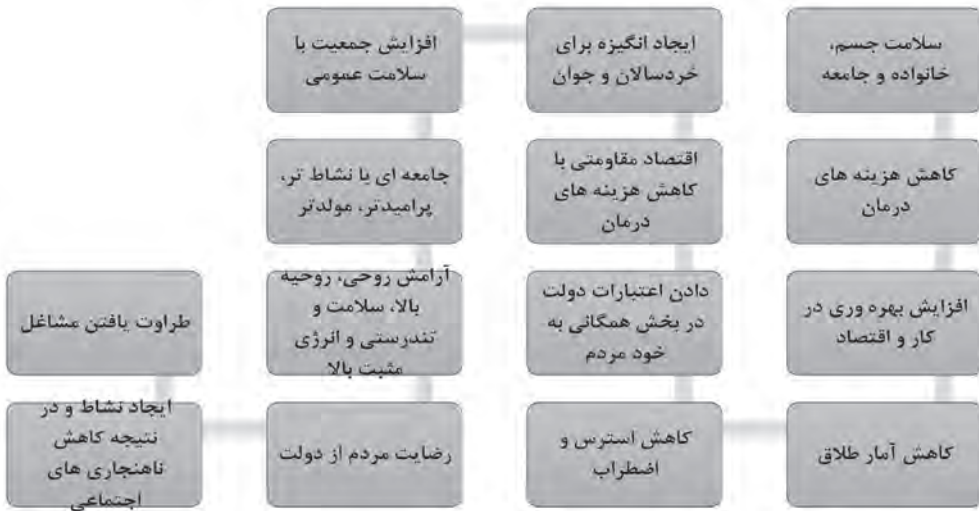 سلامت جسم،
خانواده و جامعه
کاهش هزینه های
درمان
افزایش بهره وری در
کار و اقتصاد
کاهش آمار طلاق
کاهش استرس و
اضطراب
دادن اعتبارات دولت
در بخش همگانی به
خود مردم
اقتصاد مقاومتی با
کاهش هزینه های
درمان
ایجاد انگیزه برای
خردسالان و جوان
افزایش جمعیت با
سلامت عمومی
جامعه ای یا نشاط تر،
پرامیدتر، مولدتر
آرامش روحی، روحیه
بالا، سلامت و
تندرستی و انرژی
مثبت بالا
رضایت مردم از دولت
ایجاد نشاط و در
نتیجه کاهش
ناهنجاری های
اجتماعی
طراوت یافتن مشاغل